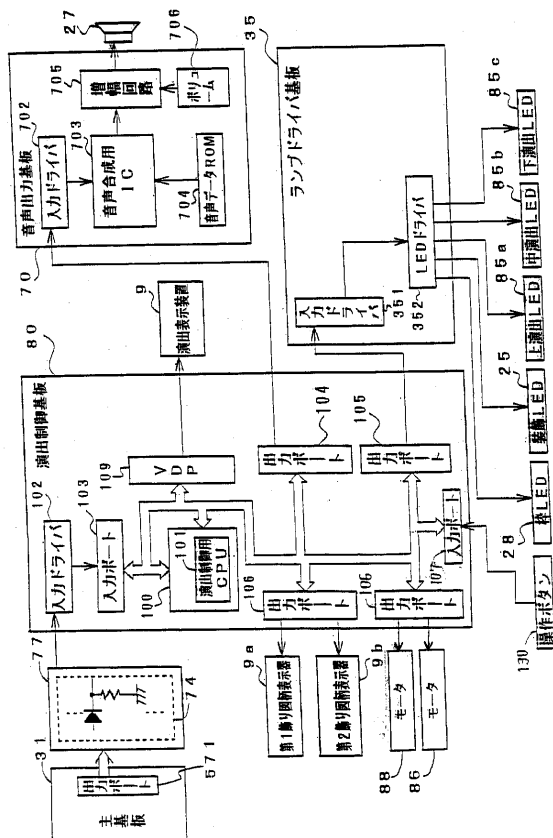 主基板
31
出力ポート
571
77
74
演出制御基板
80
入力ドライバ
102
入力ポート
103
100
演出制御用
CPU
101
VDP
109
演出表示装置
9
出力ポート
104
出力ポート
105
出力ポート
106
出力ポート
106
入力ポート
107
第1飾り図柄表示器
9a
第2飾り図柄表示器
9b
モータ
88
モータ
86
操作ボタン
130
音声出力基板
70
入力ドライバ
702
音声合成用
IC
703
音声データROM
704
増幅回路
705
ボリューム
706
27
ランプドライバ基板
35
入力ドライバ
351
LEDドライバ
352
枠LED
28
装飾LED
25
上演出LED
85a
中演出LED
85b
下演出LED
85c